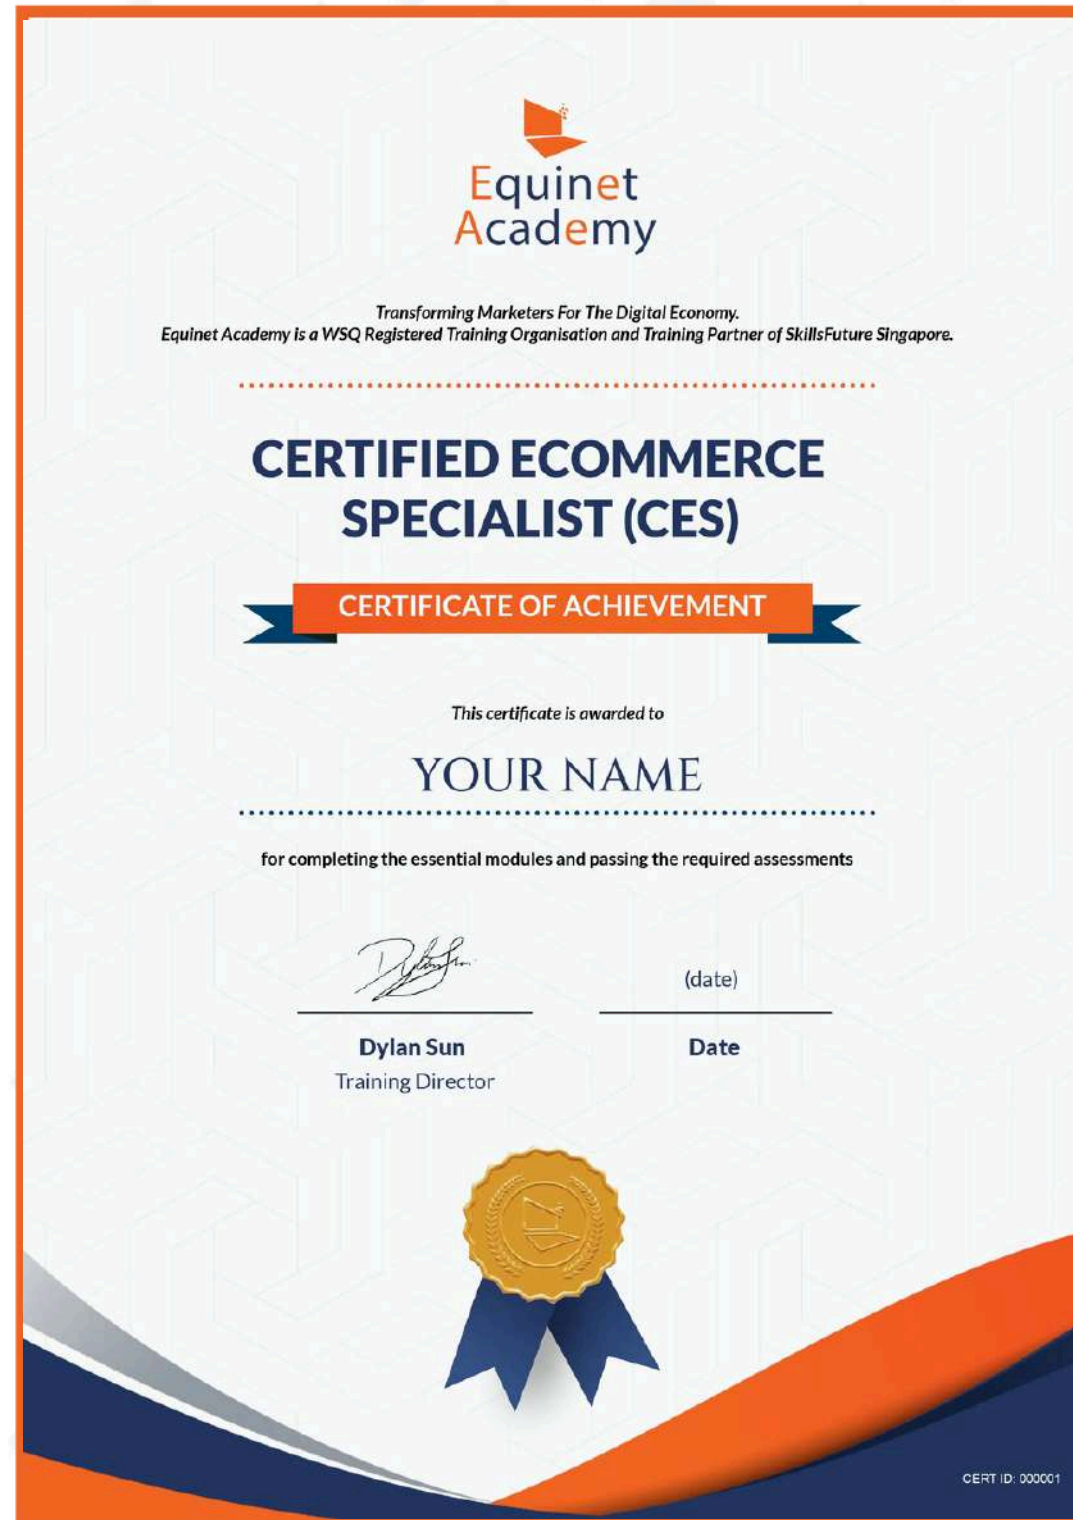 Equinet
Academy
Transforming Marketers For The Digital Economy.
Equinet Academy is a WSQ Registered Training Organisation and Training Partner of SkillsFuture Singapore.
CERTIFIED ECOMMERCE
SPECIALIST (CES)
CERTIFICATE OF ACHIEVEMENT
This certificate is awarded to
YOUR NAME
for completing the essential modules and passing the required assessments
(date)
Dylan Sun
Date
Training Director
CERT ID: 000001